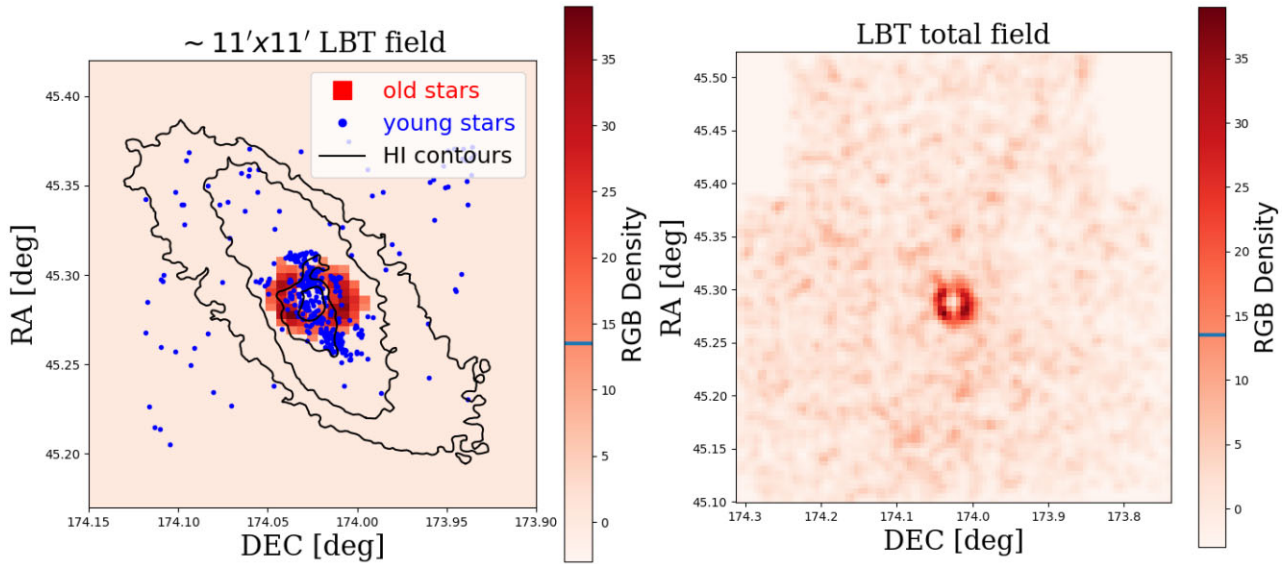 ~ 11'x11' LBT field
old stars
young stars
HI contours
45.40
45.35
45.30
45.25
45.20
RA [deg]
174.15 174.10 174.05 174.00 173.95 173.90
DEC [deg]
35
30
25
20
15
10
5
0
RGB Density
LBT total field
45.50
45.45
45.40
45.35
45.30
45.25
45.20
45.15
45.10
RA [deg]
174.3 174.2 174.1 174.0 173.9 173.8
DEC [deg]
35
30
25
20
15
10
5
0
RGB Density